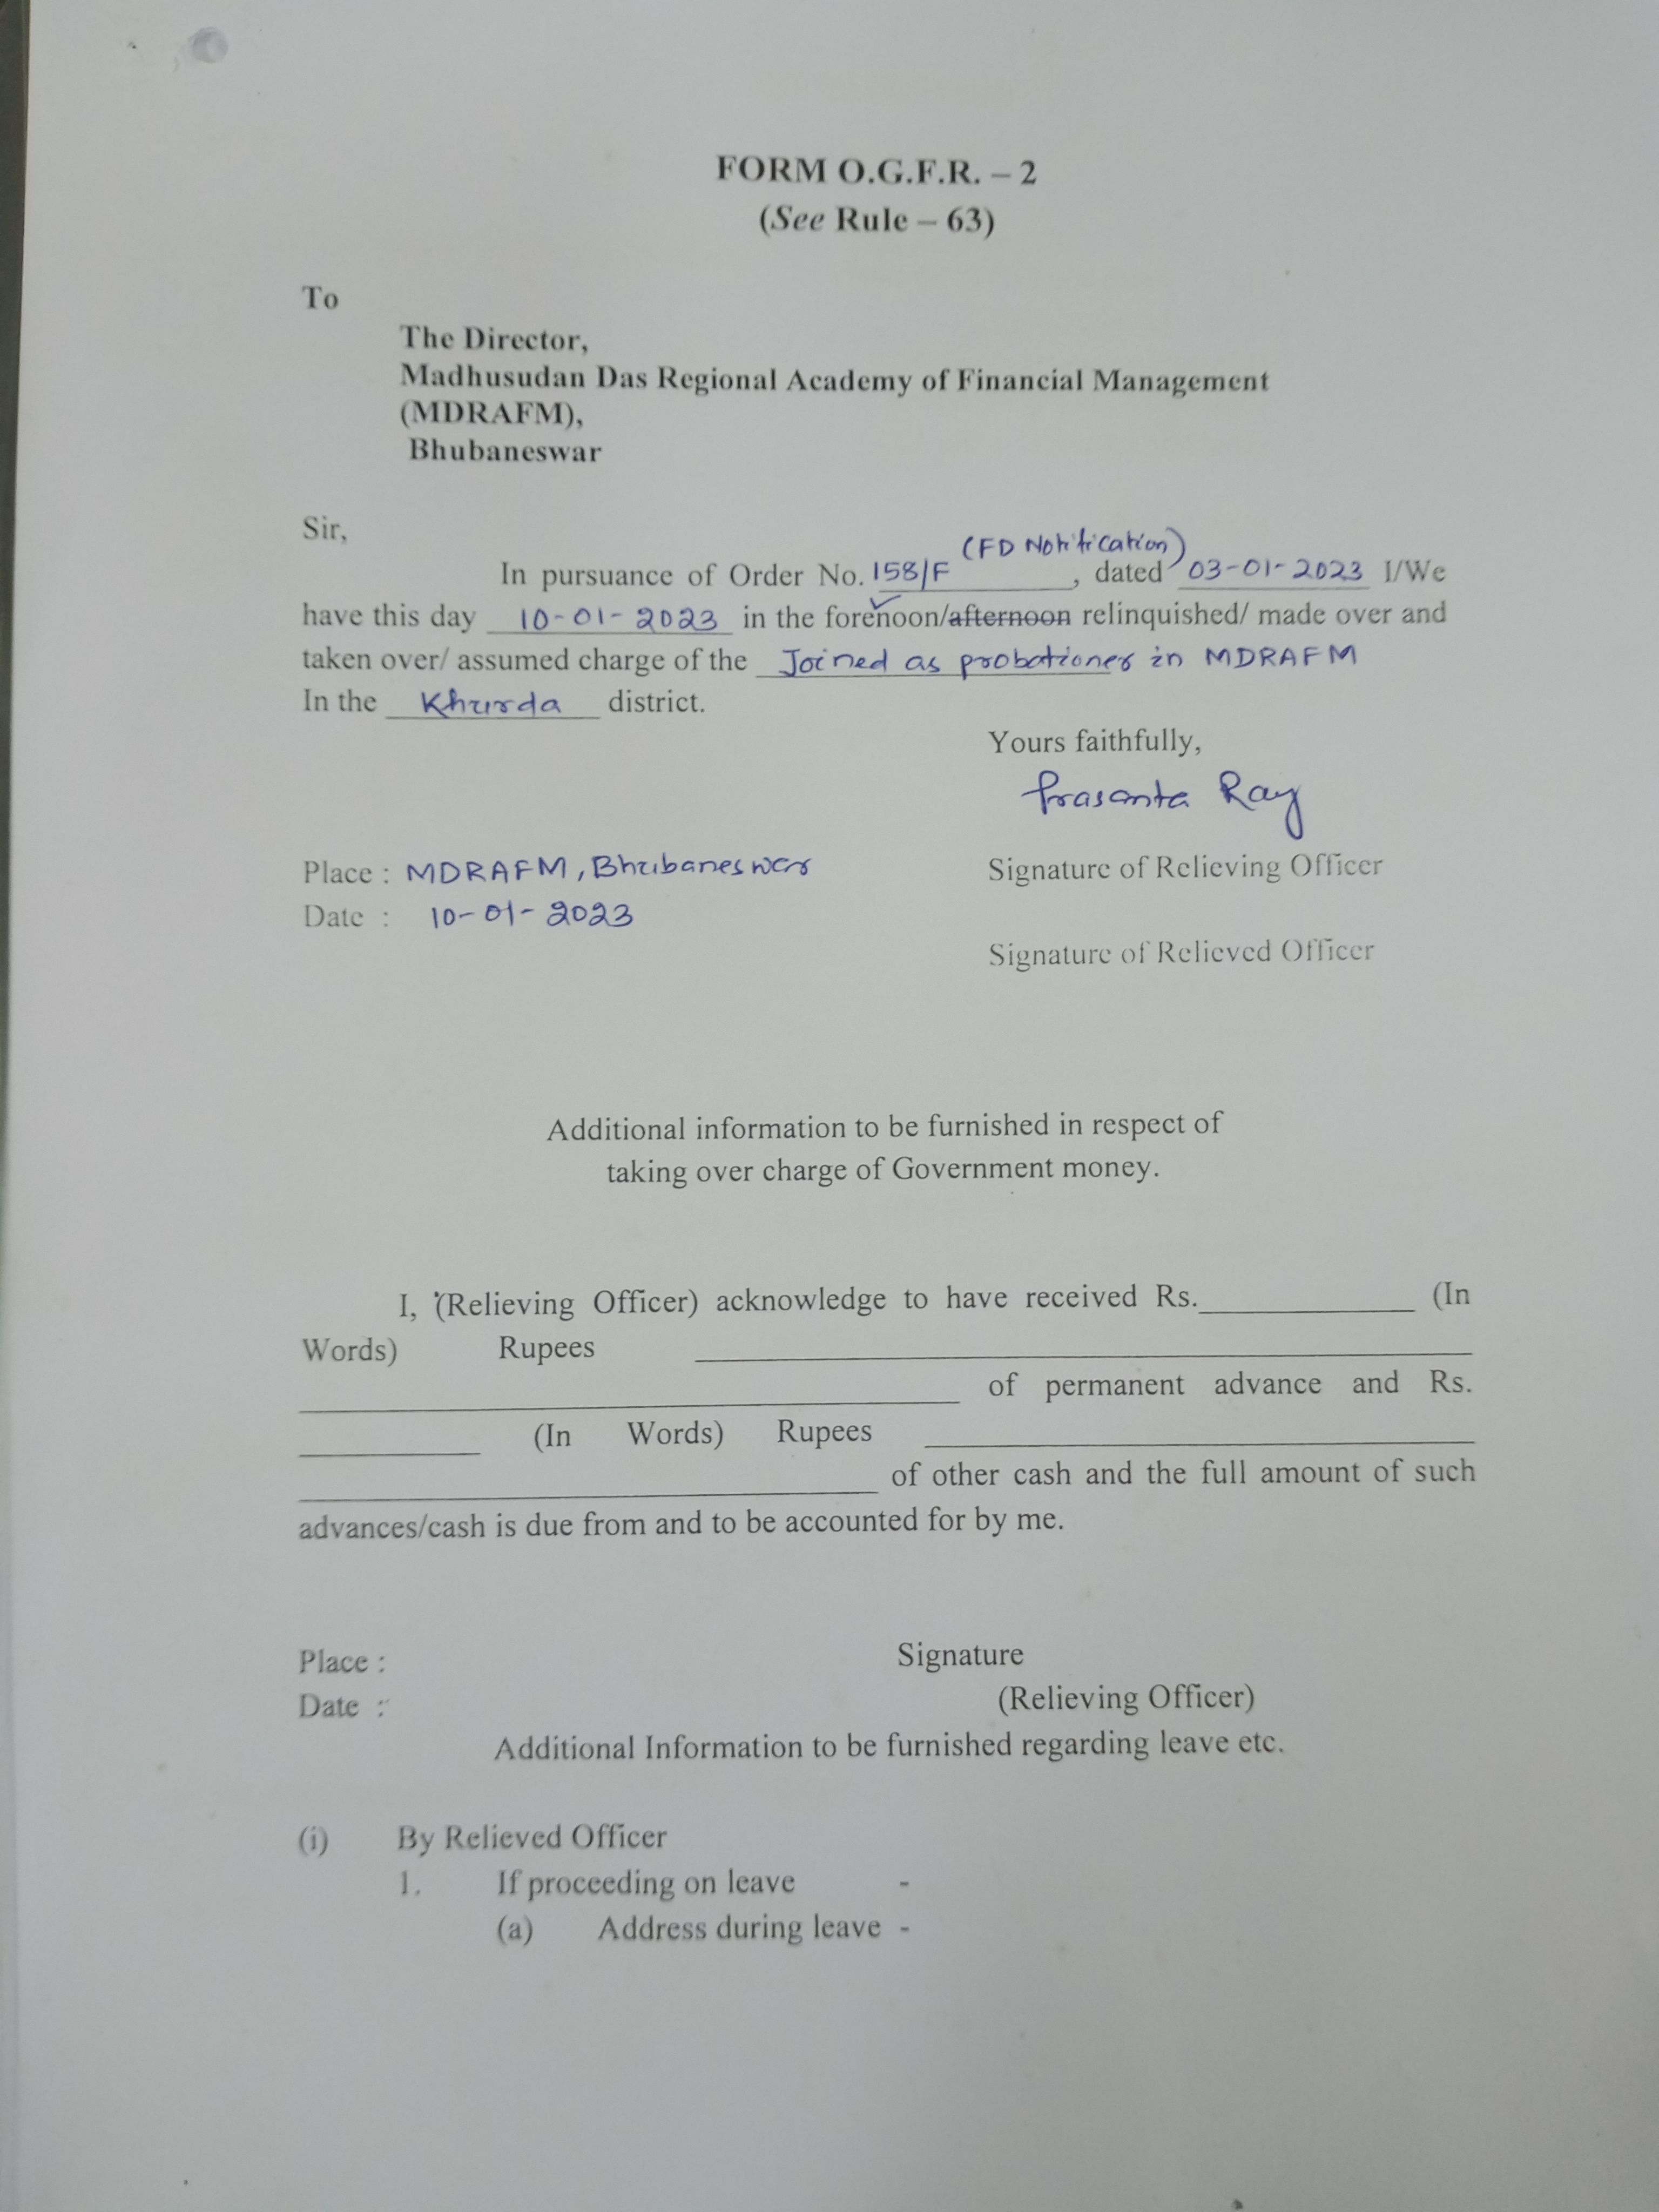 FORM O.G.F.R. – 2
(See Rule – 63)
To
The Director,
Madhusudan Das Regional Academy of Financial Management
(MDRAFM),
Bhubaneswar
Sir,
(FD Notification)
In pursuance of Order No. 158/F, dated 03-01-2023 I/We
have this day 10-01-2023 in the forenoon/afternoon relinquished/ made over and
taken over/ assumed charge of the Joined as probationer in MDRAFM
In the Khurda district.
Yours faithfully,
Prasanta Ray
Place : MDRAFM, Bhubaneswar Signature of Relieving Officer
Date : 10-01-2023
Signature of Relieved Officer
Additional information to be furnished in respect of
taking over charge of Government money.
I, (Relieving Officer) acknowledge to have received Rs.____________ (In
Words) Rupees ____________
____________ of permanent advance and Rs.
____________ (In Words) Rupees ____________
____________ of other cash and the full amount of such
advances/cash is due from and to be accounted for by me.
Place : Signature
Date : (Relieving Officer)
Additional Information to be furnished regarding leave etc.
(i) By Relieved Officer
1. If proceeding on leave -
(a) Address during leave -